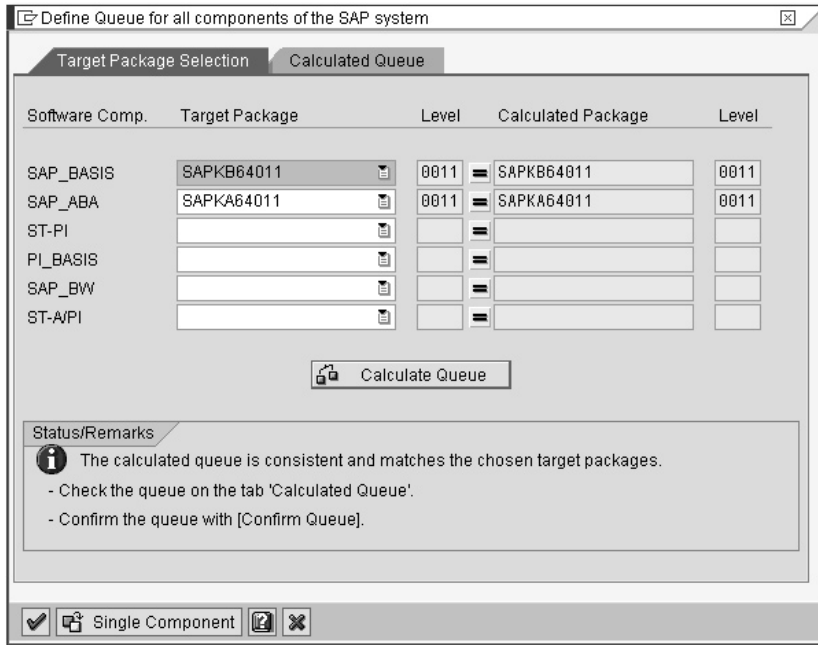 Define Queue for all components of the SAP system
Target Package Selection Calculated Queue
Software Comp. Target Package Level Calculated Package Level
SAP_BASIS SAPKB64011 0011 = SAPKB64011 0011
SAP_ABA SAPKA64011 0011 = SAPKA64011 0011
ST-PI =
PI_BASIS =
SAP_BW =
ST-A/PI =
Calculate Queue
Status/Remarks
The calculated queue is consistent and matches the chosen target packages.
- Check the queue on the tab 'Calculated Queue'.
- Confirm the queue with [Confirm Queue].
Single Component